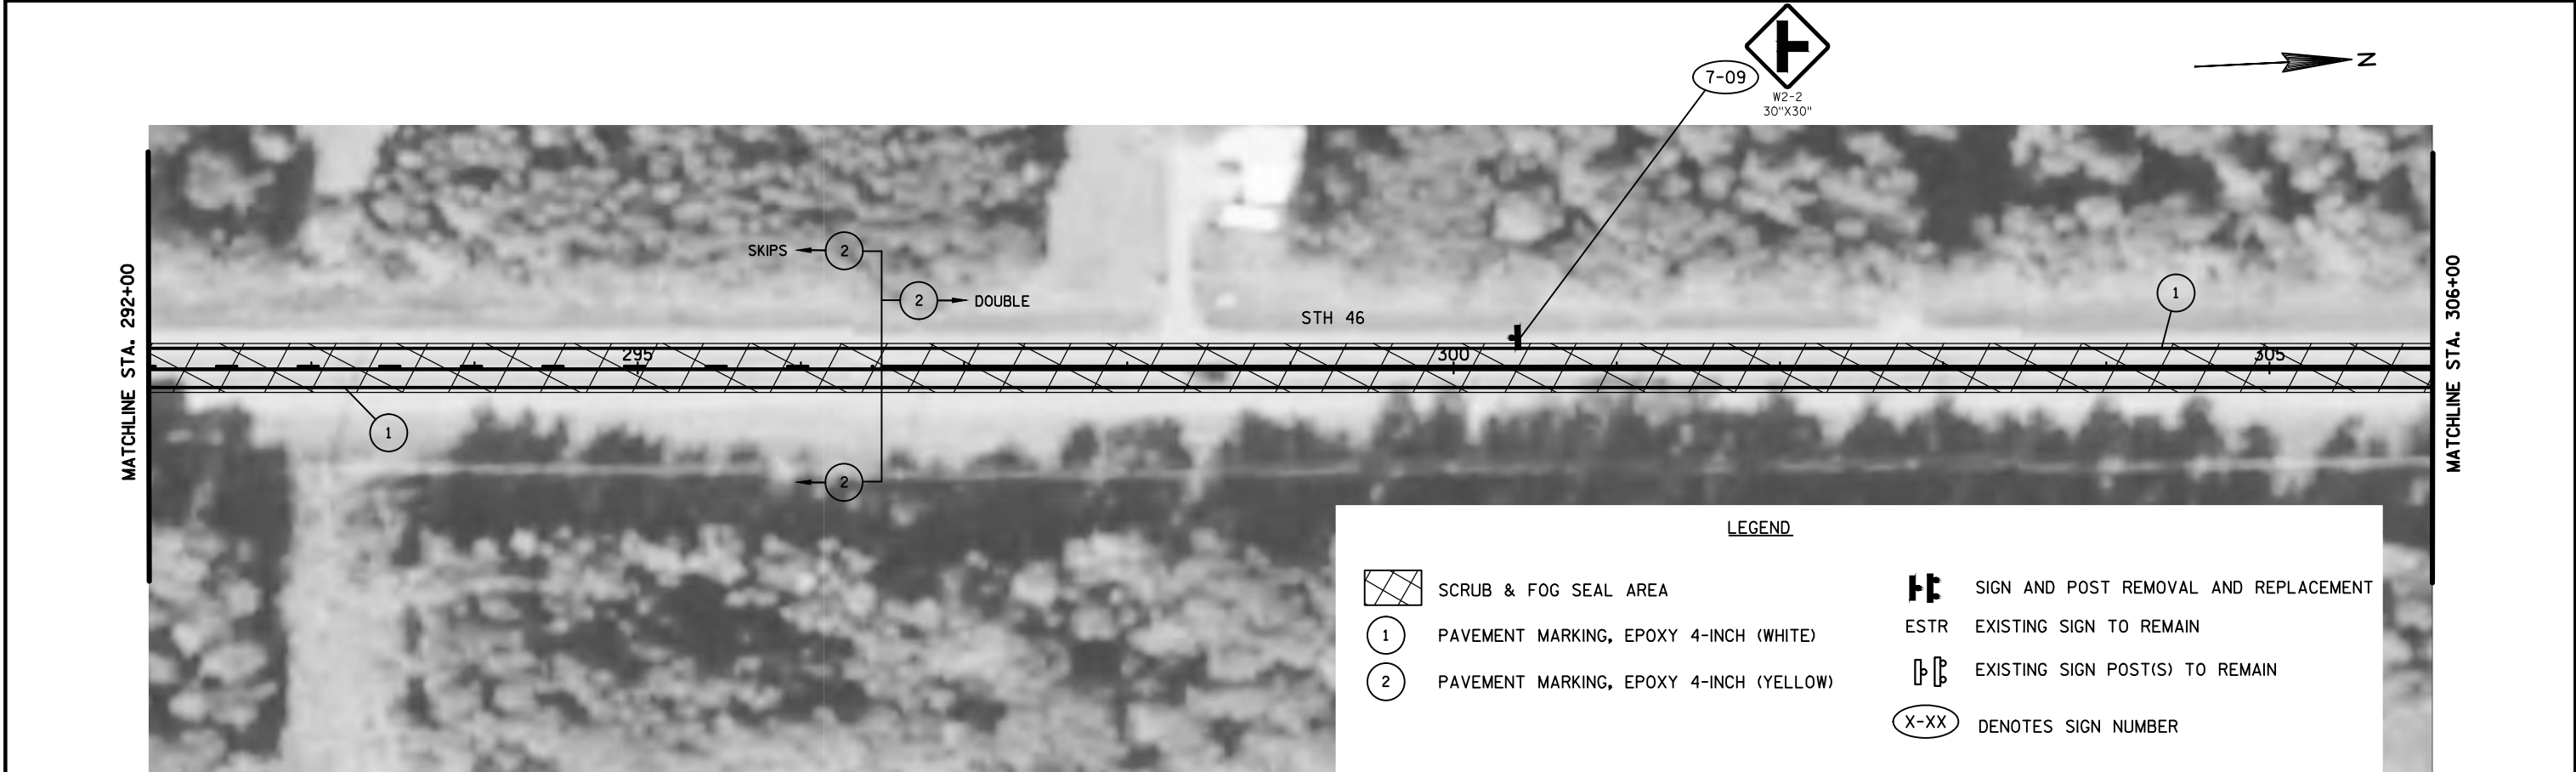 7-09
W2-2
30"X30"
N
MATCHLINE STA. 292+00
SKIPS
2
2
DOUBLE
STH 46
1
295
300
305
1
2
MATCHLINE STA. 306+00
LEGEND
SCRUB & FOG SEAL AREA
1 PAVEMENT MARKING, EPOXY 4-INCH (WHITE)
2 PAVEMENT MARKING, EPOXY 4-INCH (YELLOW)
SIGN AND POST REMOVAL AND REPLACEMENT
ESTR EXISTING SIGN TO REMAIN
EXISTING SIGN POST(S) TO REMAIN
X-XX DENOTES SIGN NUMBER